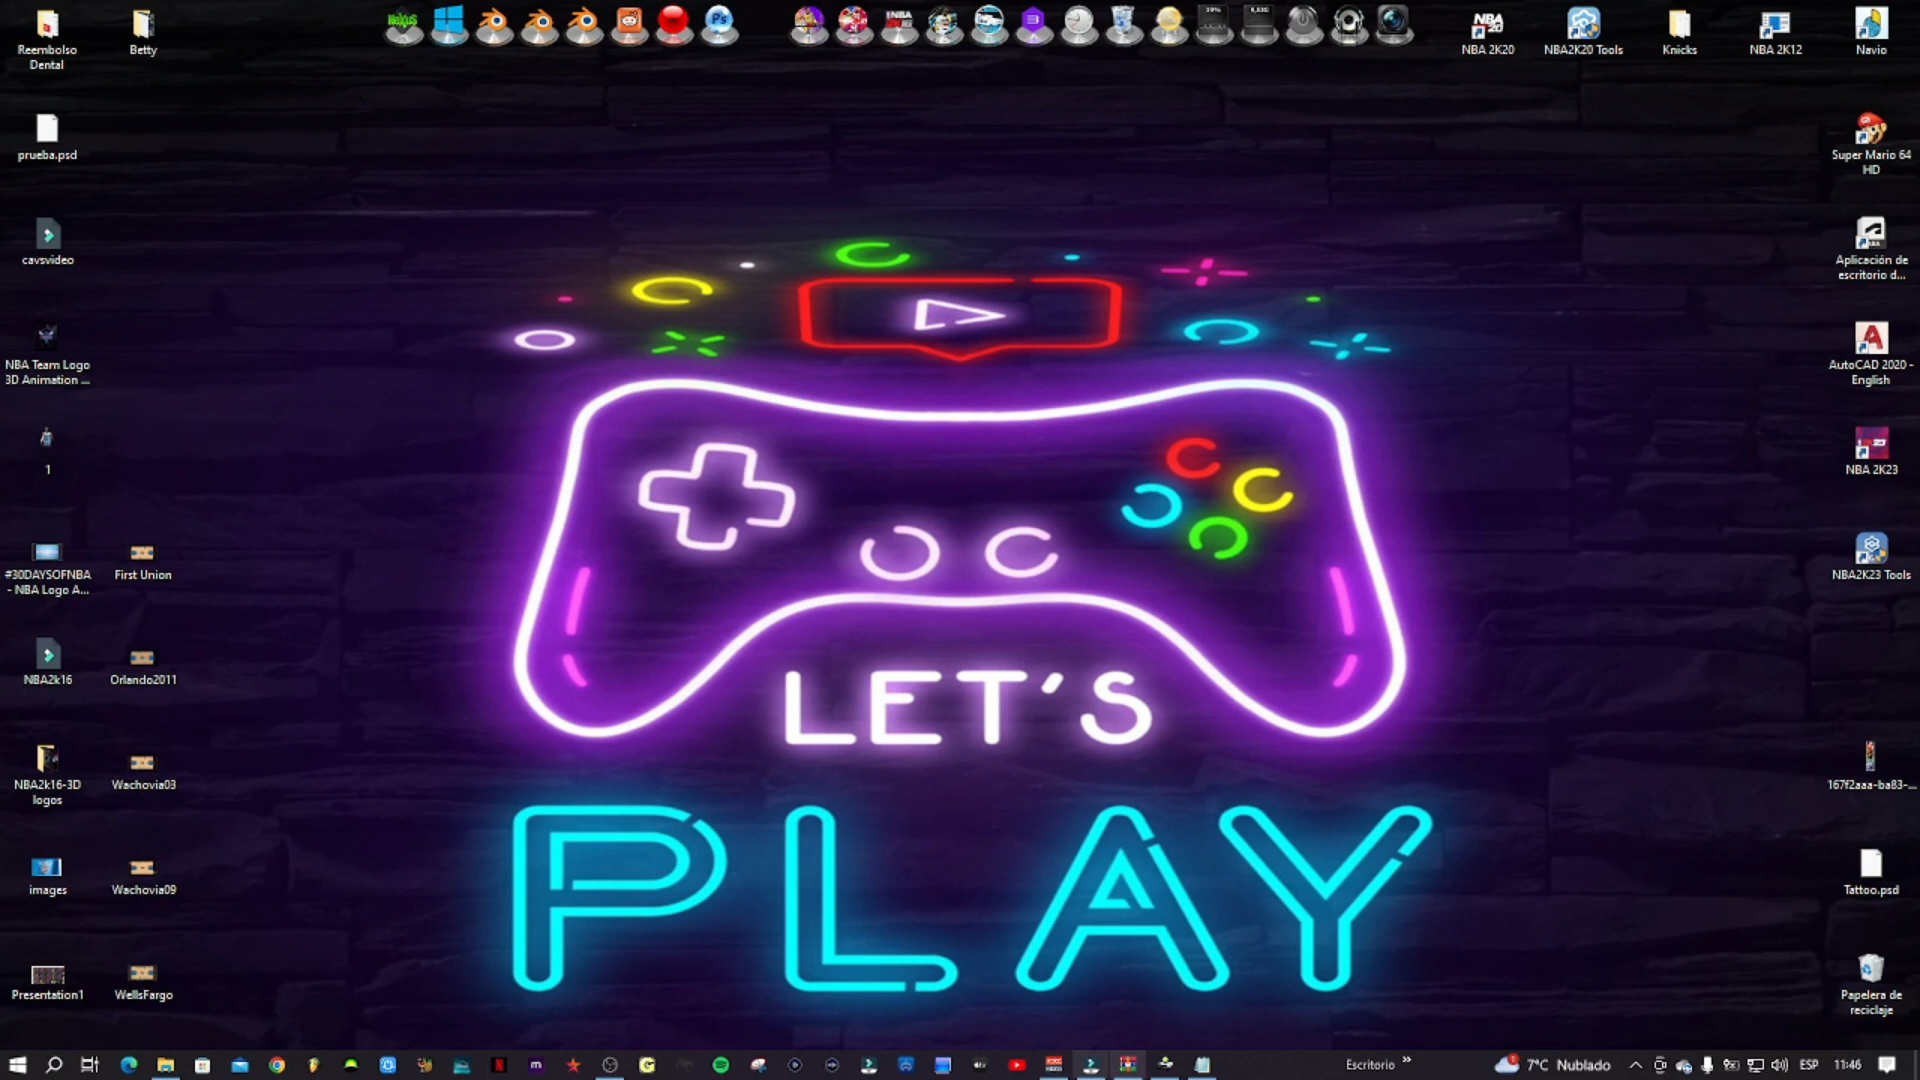 Reembolso
Dental
Betty
NBA 2K20
NBA2K20 Tools
Knicks
NBA 2K12
Navio
prueba.psd
Super Mario 64
HD
cavsvideo
Aplicación de
escritorio d...
NBA Team Logo
3D Animation ...
AutoCAD 2020 -
English
1
NBA 2K23
#30DAYSOFNBA
- NBA Logo A...
First Union
NBA2K23 Tools
NBA2k16
Orlando2011
LET'S
NBA2k16-3D
logos
Wachovia03
167f2aaa-ba83-...
PLAY
images
Wachovia09
Tattoo.psd
Presentation1
WellsFargo
Papelera de
reciclaje
Escritorio
7°C Nublado
ESP
11:46